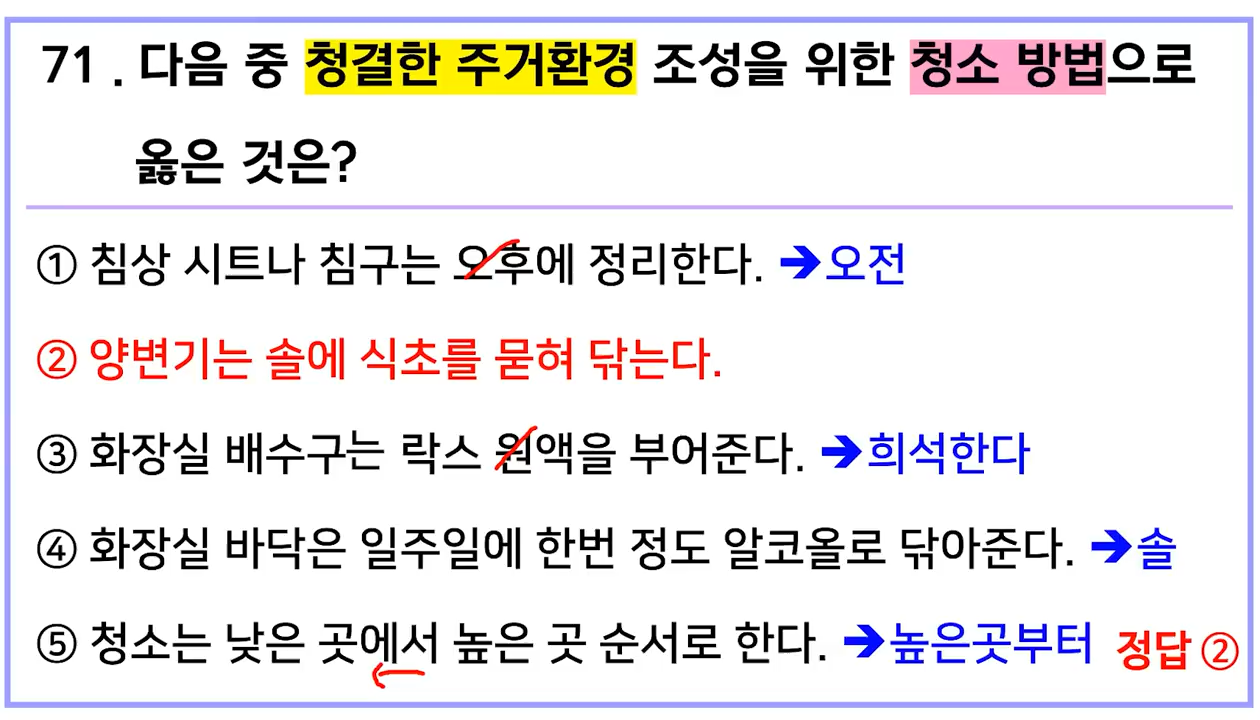 71 . 다음 중 청결한 주거환경 조성을 위한 청소 방법으로
옳은 것은?
① 침상 시트나 침구는 오후에 정리한다. ➔오전
② 양변기는 솔에 식초를 묻혀 닦는다.
③ 화장실 배수구는 락스 원액을 부어준다. ➔희석한다
④ 화장실 바닥은 일주일에 한번 정도 알코올로 닦아준다. ➔솔
⑤ 청소는 낮은 곳에서 높은 곳 순서로 한다. ➔높은곳부터 정답 ②